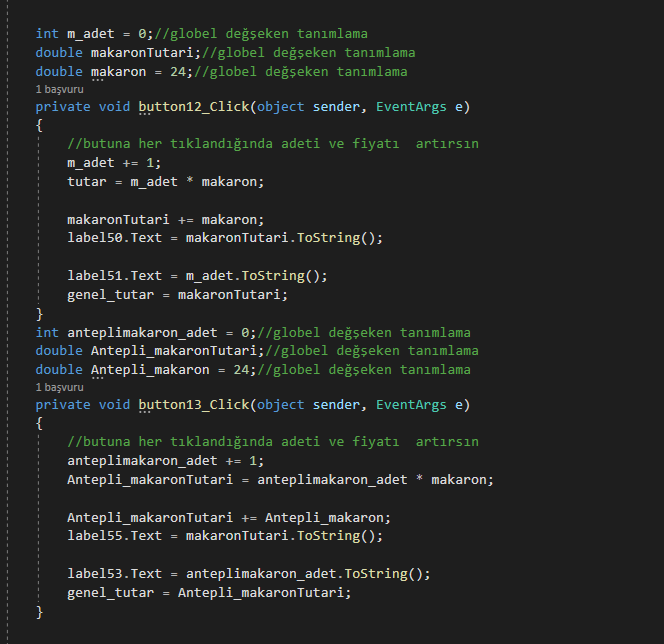 int m_adet = 0;//globel değşeken tanımlama
double makaronTutari;//globel değşeken tanımlama
double makaron = 24;//globel değşeken tanımlama
1 başvuru
private void button12_Click(object sender, EventArgs e)
{
//butuna her tıklandığında adeti ve fiyatı  artırsın
m_adet += 1;
tutar = m_adet * makaron;
makaronTutari += makaron;
label50.Text = makaronTutari.ToString();
label51.Text = m_adet.ToString();
genel_tutar = makaronTutari;
}
int anteplimakaron_adet = 0;//globel değşeken tanımlama
double Antepli_makaronTutari;//globel değşeken tanımlama
double Antepli_makaron = 24;//globel değşeken tanımlama
1 başvuru
private void button13_Click(object sender, EventArgs e)
{
//butuna her tıklandığında adeti ve fiyatı  artırsın
anteplimakaron_adet += 1;
Antepli_makaronTutari = anteplimakaron_adet * makaron;
Antepli_makaronTutari += Antepli_makaron;
label55.Text = makaronTutari.ToString();
label53.Text = anteplimakaron_adet.ToString();
genel_tutar = Antepli_makaronTutari;
}